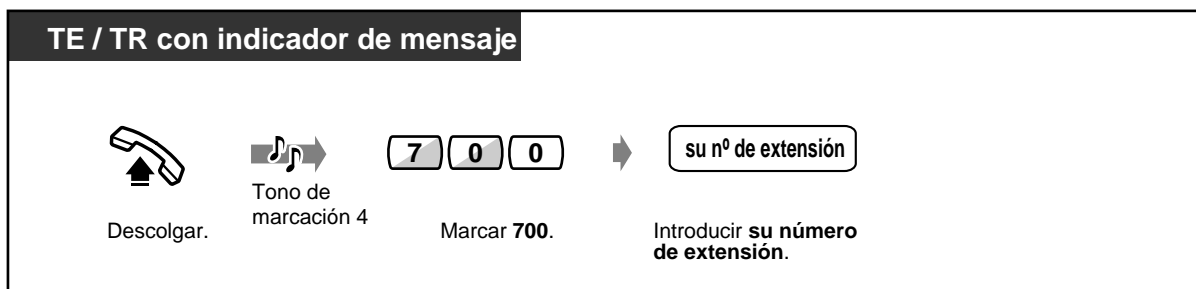 TE / TR con indicador de mensaje
7 0 0
su nº de extensión
Tono de
marcación 4
Descolgar.
Marcar 700.
Introducir su número
de extensión.